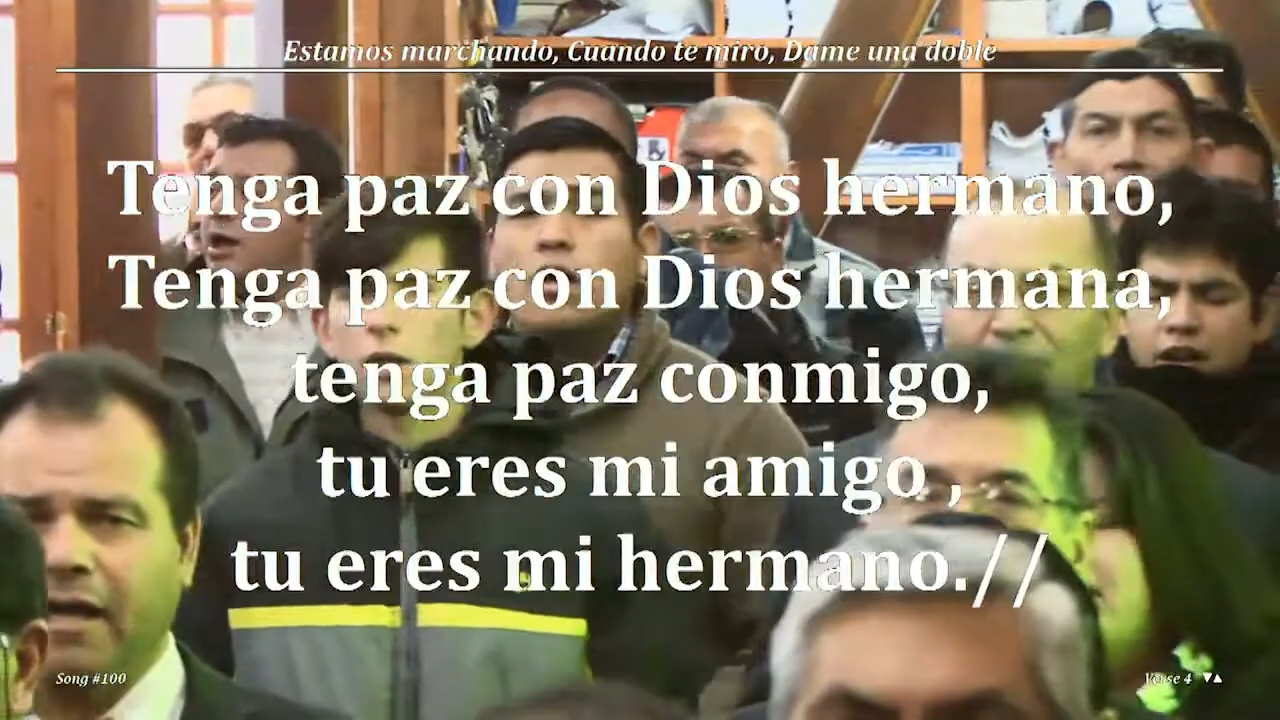 Estamos marchando, Cuando te miro, Dame una doble
Tenga paz con Dios hermano,
Tenga paz con Dios hermana,
tenga paz conmigo,
tu eres mi amigo ,
tu eres mi hermano.//
Song #100
Verse 4 ▼▲